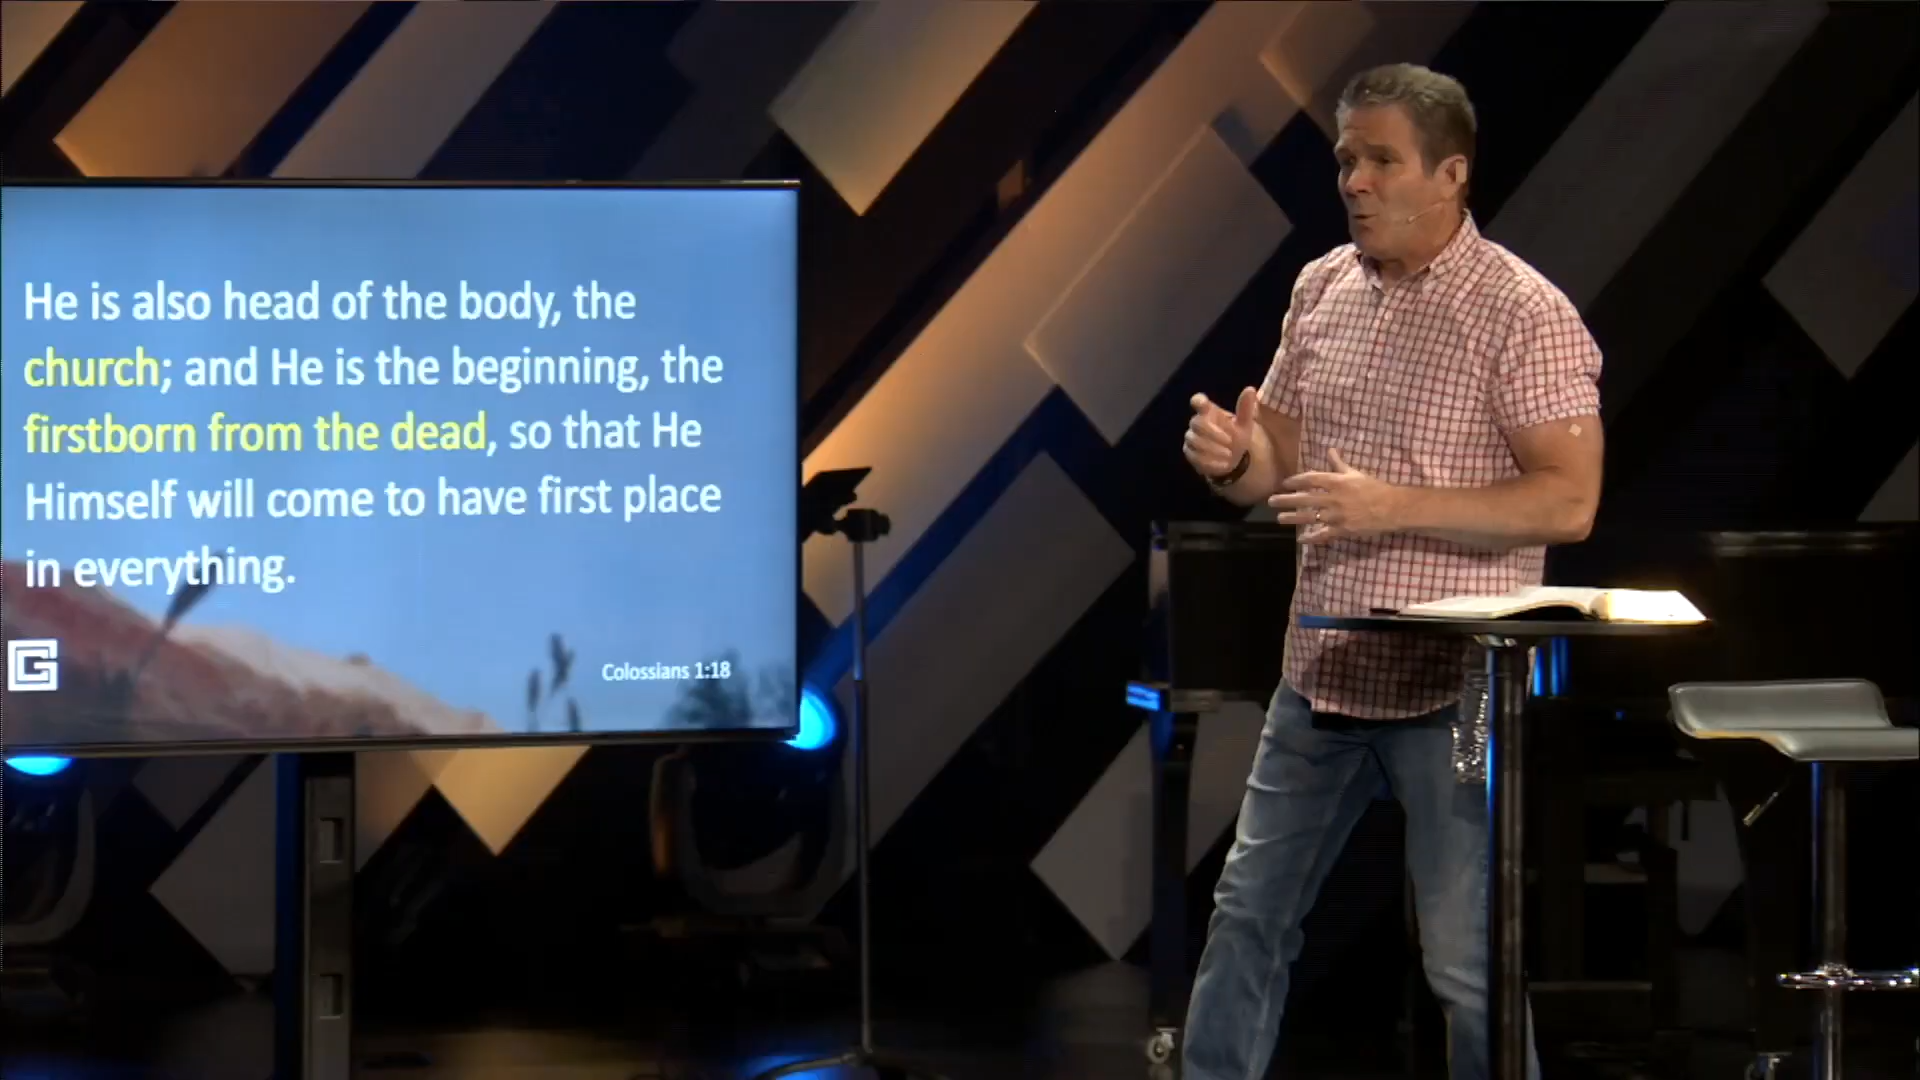 He is also head of the body, the
church; and He is the beginning, the
firstborn from the dead, so that He
Himself will come to have first place
in everything.
Colossians 1:18